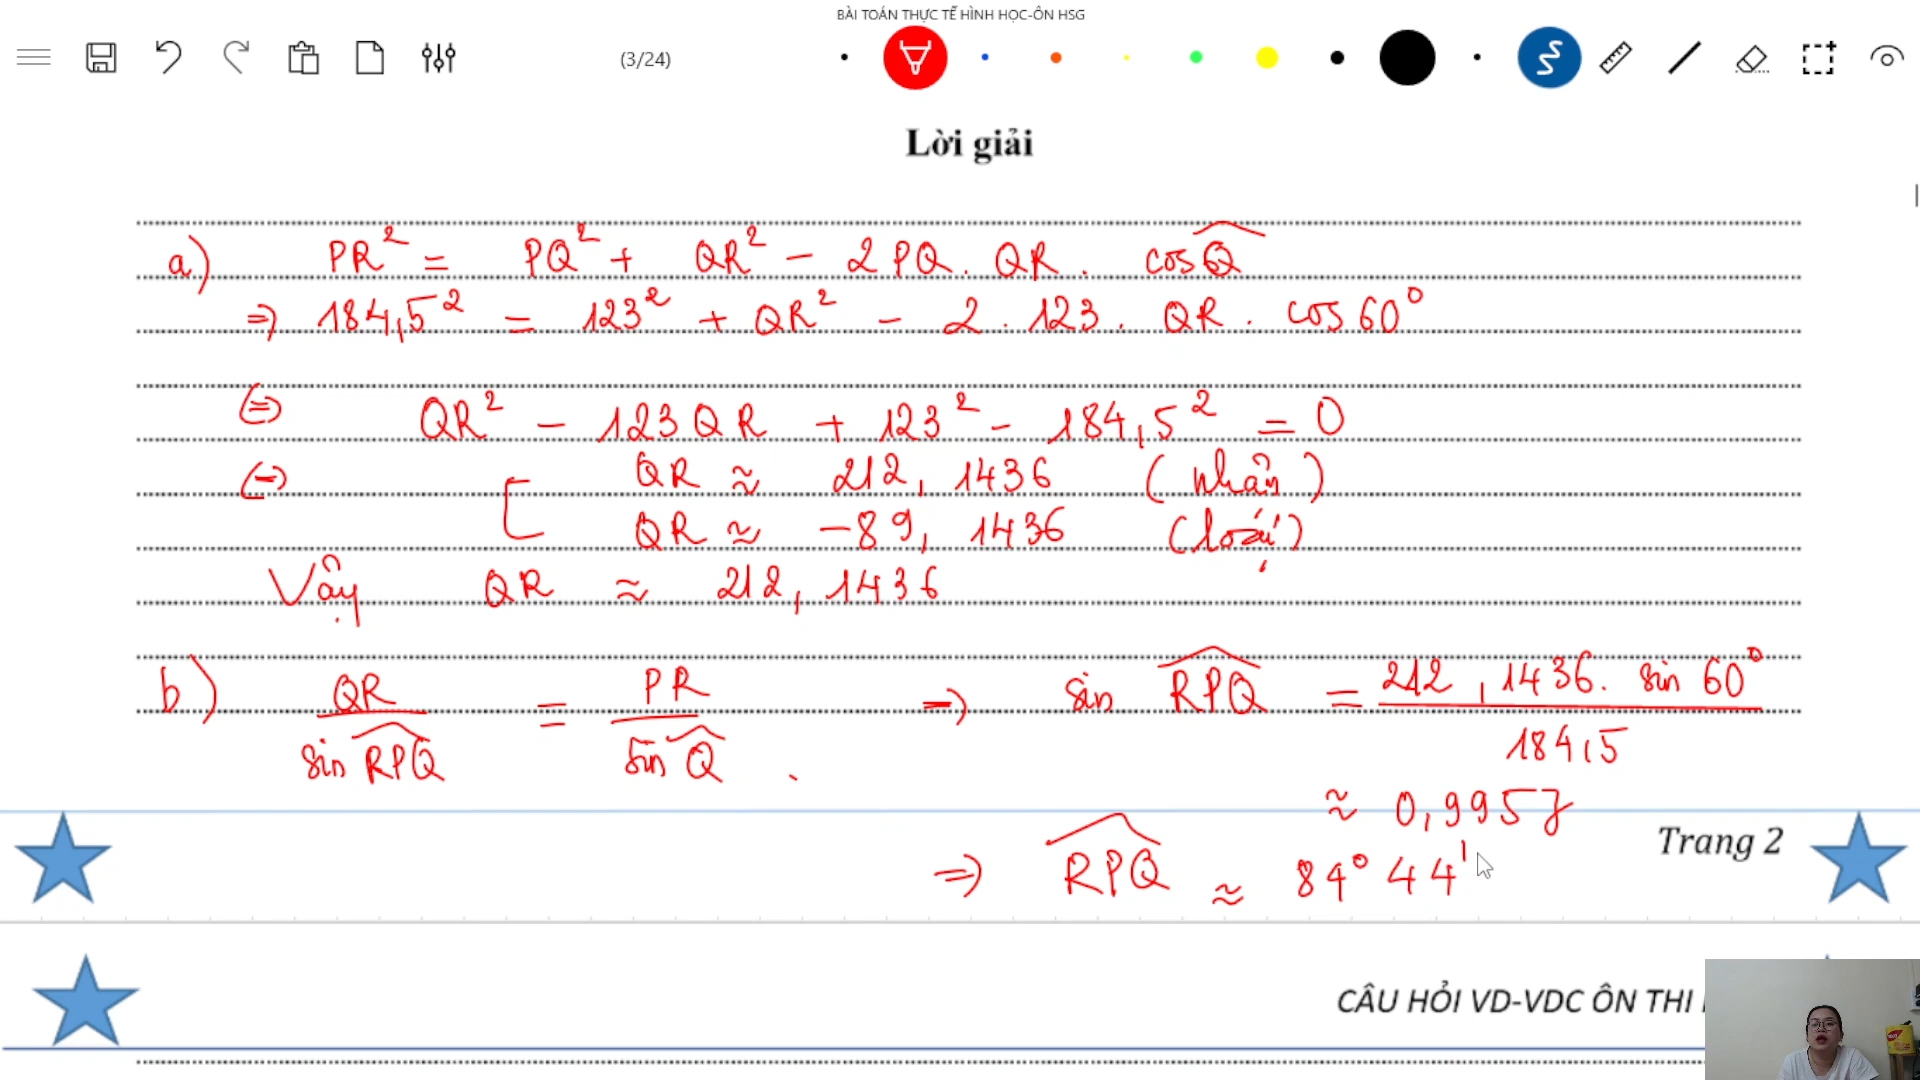 BÀI TOÁN THỰC TẾ HÌNH HỌC-ÔN HSG
(3/24)
Lời giải
a) PR² = PQ² + QR² - 2PQ. QR. cos Q̂
=> 184,5² = 123² + QR² - 2. 123. QR. cos 60°
(=) QR² - 123QR + 123² - 184,5² = 0
(=) [ QR ≈ 212, 1436 (Nhận)
QR ≈ -89, 1436 (loại)
Vậy QR ≈ 212, 1436
b) QR / sin RPQ = PR / sin Q. => sin RPQ = 212,1436. sin 60° / 184,5
≈ 0,9957
=> RPQ ≈ 84° 44'
Trang 2
CÂU HỎI VD-VDC ÔN THI